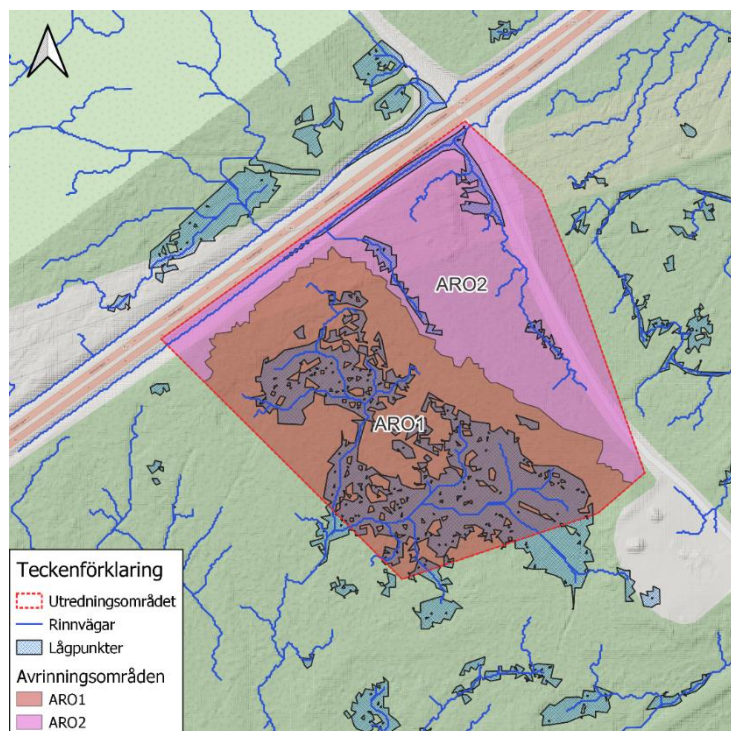 ARO2
ARO1
Teckenförklaring
Utredningsområdet
Rinnvägar
Lågpunkter
Avrinningsområden
ARO1
ARO2